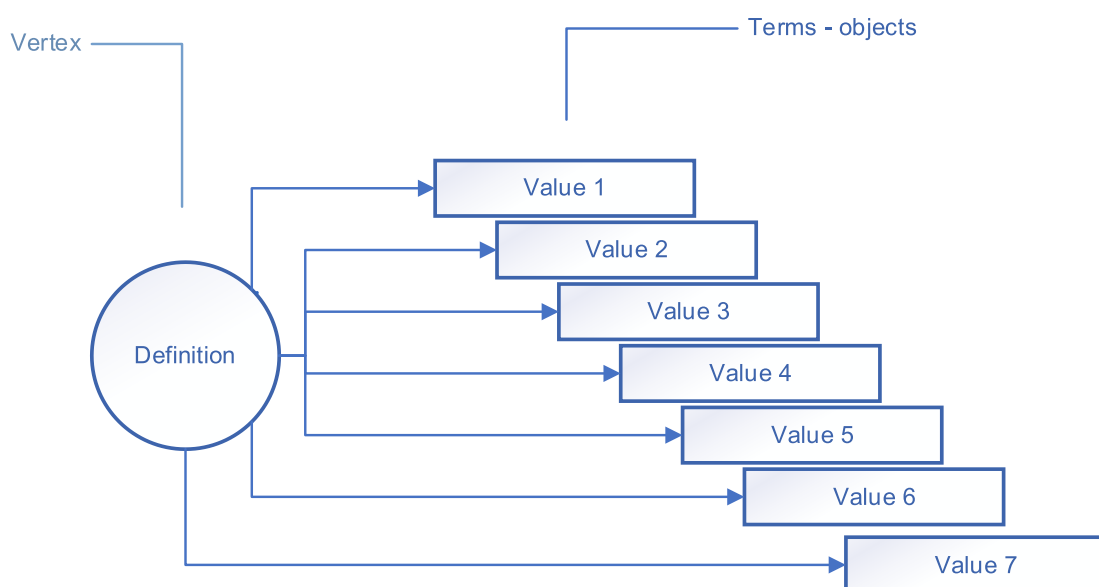 Terms - objects
Vertex
Value 1
Value 2
Value 3
Definition
Value 4
Value 5
Value 6
Value 7